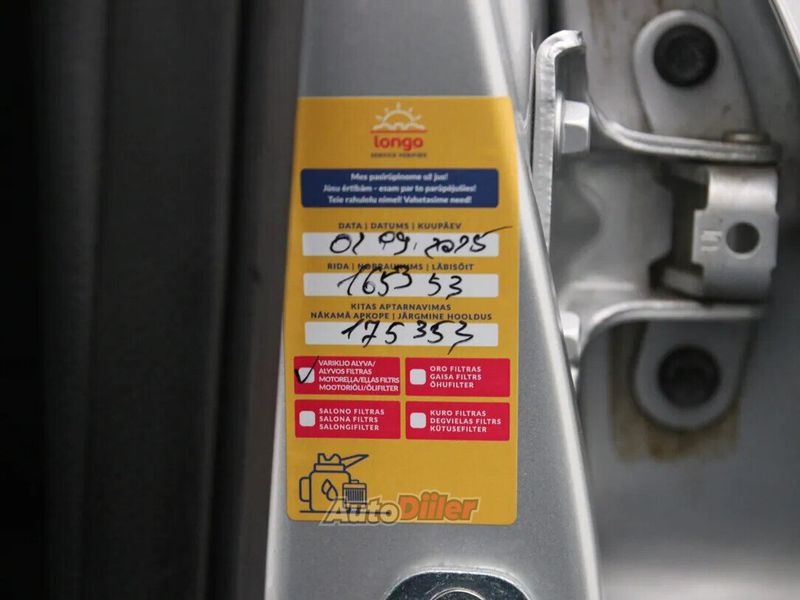 longo
SERVICE PERFORMED
Mes pasirūpinome už jus!
Jūsu ērtībām - esam par to parūpējušies!
Teie rahulolu nimel! Vahetasime need!
DATA | DATUMS | KUUPÄEV
02 09. 2025
RIDA | NOBRAUKUMS | LÄBISÕIT
165353
KITAS APTARNAVIMAS
NĀKAMĀ APKOPE | JÄRGMINE HOOLDUS
175353
VARIKLIO ALYVA/
ALYVOS FILTRAS
MOTOREĻĻA/EĻĻAS FILTRS
MOOTORIÕLI/ÕLIFILTER
ORO FILTRAS
GAISA FILTRS
ÕHUFILTER
SALONO FILTRAS
SALONA FILTRS
SALONGIFILTER
KURO FILTRAS
DEGVIELAS FILTRS
KÜTUSEFILTER
AutoDiiler